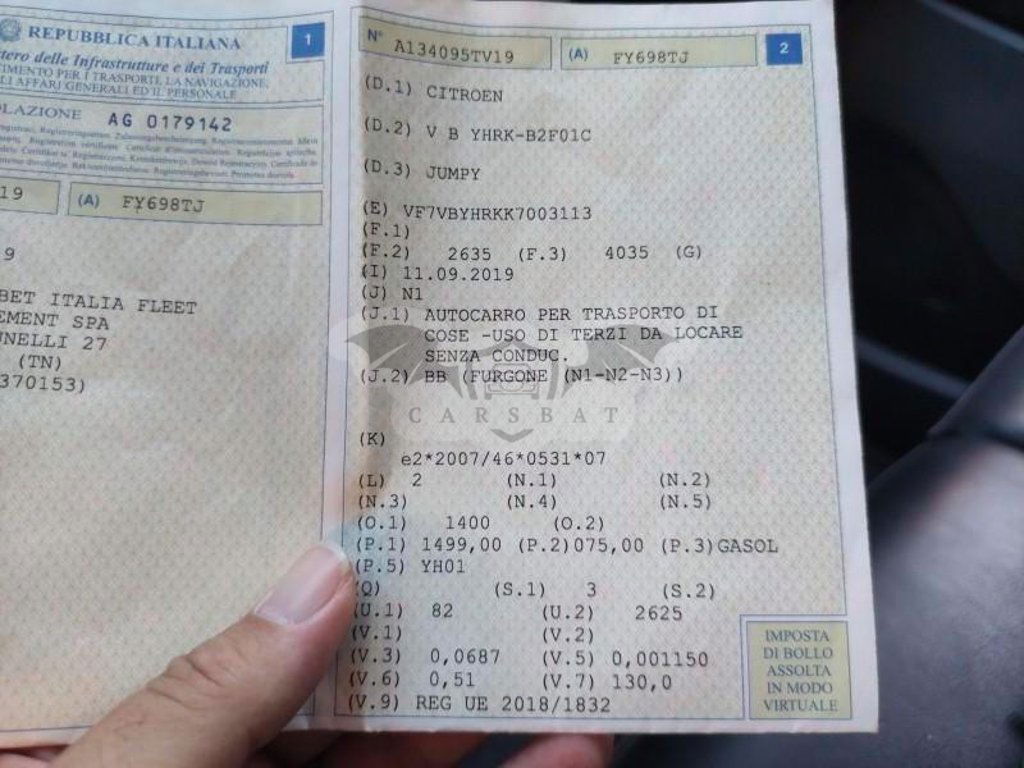 REPUBBLICA ITALIANA
1
delle Infrastrutture e dei Trasporti
PER I TRASPORTI, LA NAVIGAZIONE,
AFFARI GENERALI ED IL PERSONALE
AG 0179142
19
(A) FY698TJ
9
BET ITALIA FLEET
EMENT SPA
NELLI 27
(TN)
370153)
N° A134095TV19
(A) FY698TJ
2
(D.1) CITROEN
(D.2) V B YHRK-B2F01C
(D.3) JUMPY
(E) VF7VBYHRKK7003113
(F.1)
(F.2) 2635 (F.3) 4035 (G)
(I) 11.09.2019
(J) N1
(J.1) AUTOCARRO PER TRASPORTO DI
COSE -USO DI TERZI DA LOCARE
SENZA CONDUC.
(J.2) BB (FURGONE (N1-N2-N3))
CARSBAT
(K)
e2*2007/46*0531*07
(L) 2 (N.1) (N.2)
(N.3) (N.4) (N.5)
(O.1) 1400 (O.2)
(P.1) 1499,00 (P.2)075,00 (P.3)GASOL
(P.5) YH01
(Q) (S.1) 3 (S.2)
(U.1) 82 (U.2) 2625
(V.1) (V.2)
(V.3) 0,0687 (V.5) 0,001150
(V.6) 0,51 (V.7) 130,0
(V.9) REG UE 2018/1832
IMPOSTA
DI BOLLO
ASSOLTA
IN MODO
VIRTUALE